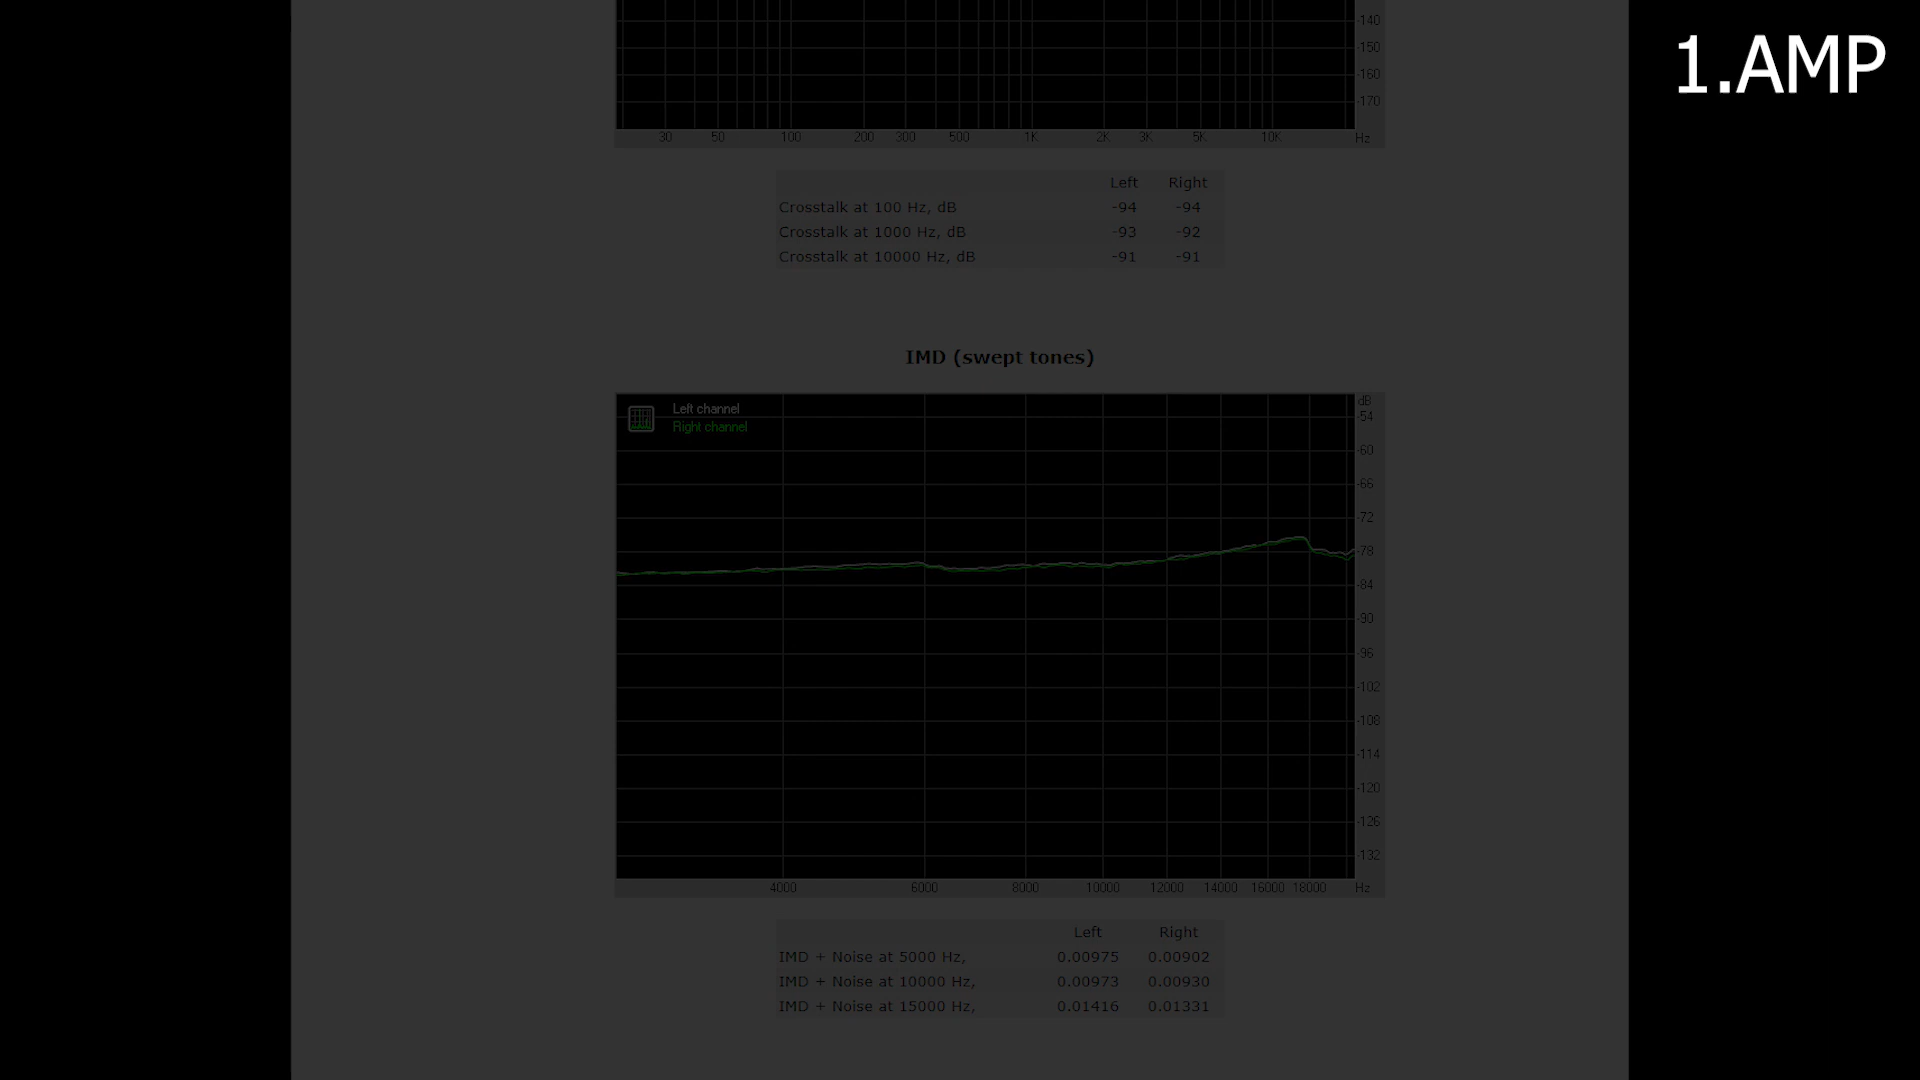 1.AMP
-140
-150
-160
-170
30 50 100 200 300 500 1K 2K 3K 5K 10K Hz
Left Right
Crosstalk at 100 Hz, dB -94 -94
Crosstalk at 1000 Hz, dB -93 -92
Crosstalk at 10000 Hz, dB -91 -91
IMD (swept tones)
Left channel
Right channel
dB
-54
-60
-66
-72
-78
-84
-90
-96
-102
-108
-114
-120
-126
-132
4000 6000 8000 10000 12000 14000 16000 18000 Hz
Left Right
IMD + Noise at 5000 Hz, 0.00975 0.00902
IMD + Noise at 10000 Hz, 0.00973 0.00930
IMD + Noise at 15000 Hz, 0.01416 0.01331